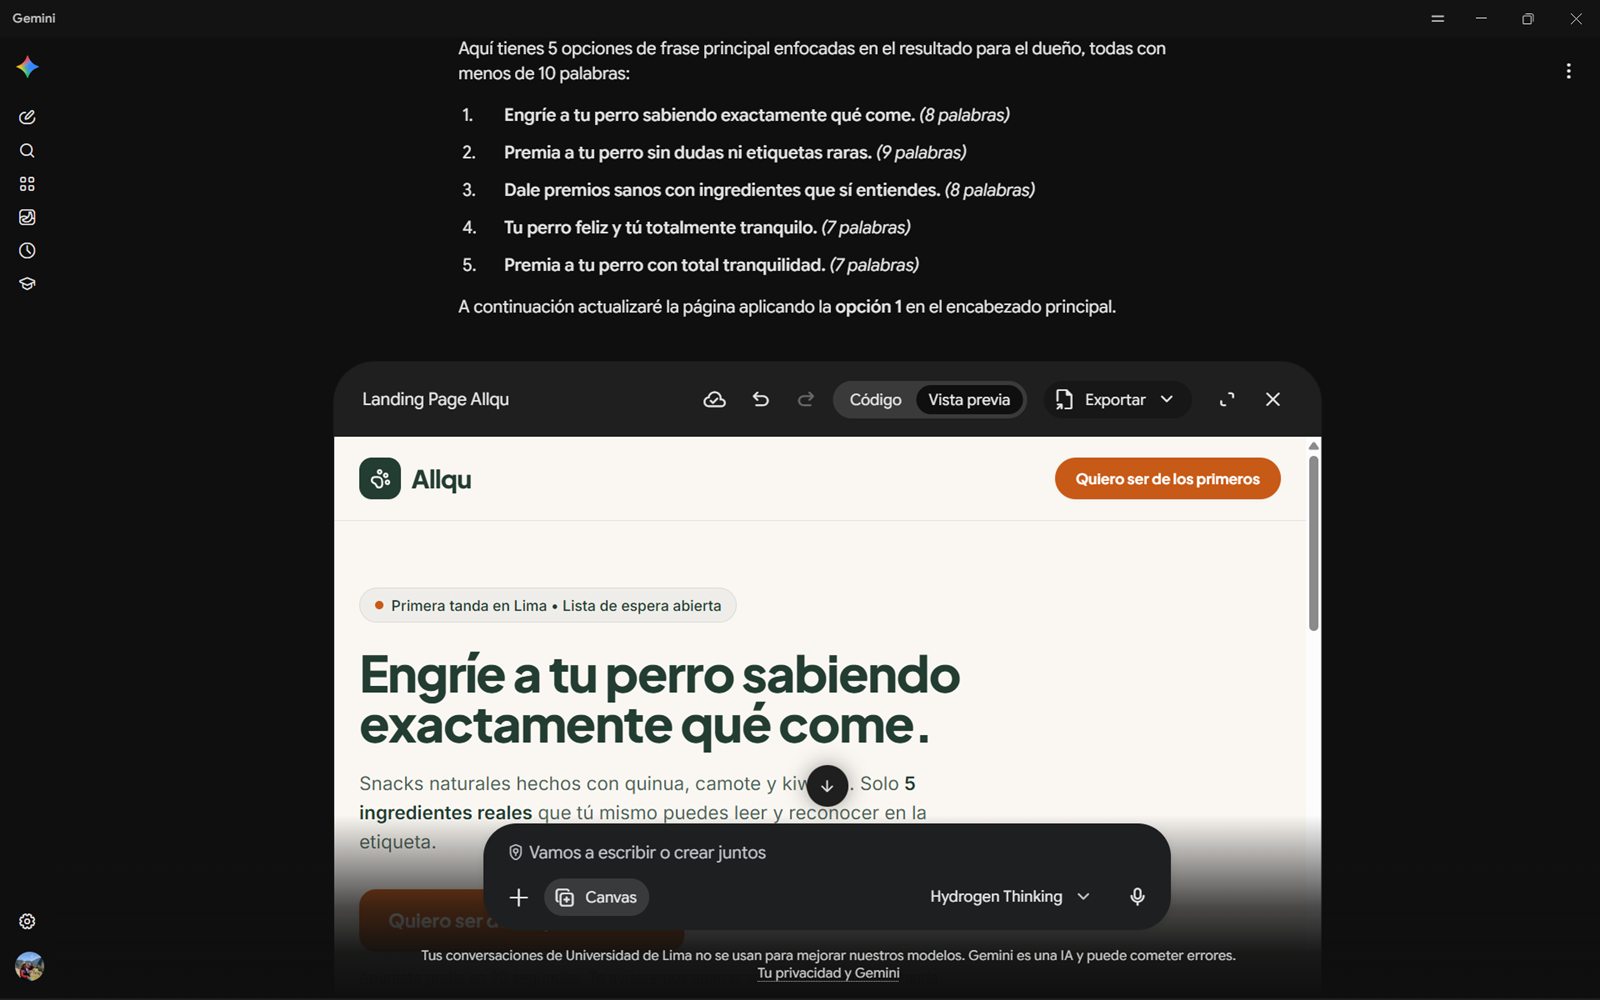 Gemini
Aquí tienes 5 opciones de frase principal enfocadas en el resultado para el dueño, todas con
menos de 10 palabras:
1. Engríe a tu perro sabiendo exactamente qué come. (8 palabras)
2. Premia a tu perro sin dudas ni etiquetas raras. (9 palabras)
3. Dale premios sanos con ingredientes que sí entiendes. (8 palabras)
4. Tu perro feliz y tú totalmente tranquilo. (7 palabras)
5. Premia a tu perro con total tranquilidad. (7 palabras)
A continuación actualizaré la página aplicando la opción 1 en el encabezado principal.
Landing Page Allqu
Código
Vista previa
Exportar
Allqu
Quiero ser de los primeros
Primera tanda en Lima • Lista de espera abierta
Engríe a tu perro sabiendo
exactamente qué come.
Snacks naturales hechos con quinua, camote y . Solo 5
ingredientes reales que tú mismo puedes leer y reconocer en la
etiqueta.
Vamos a escribir o crear juntos
Canvas
Hydrogen Thinking
Quiero ser
Tus conversaciones de Universidad de Lima no se usan para mejorar nuestros modelos. Gemini es una IA y puede cometer errores.
Tu privacidad y Gemini